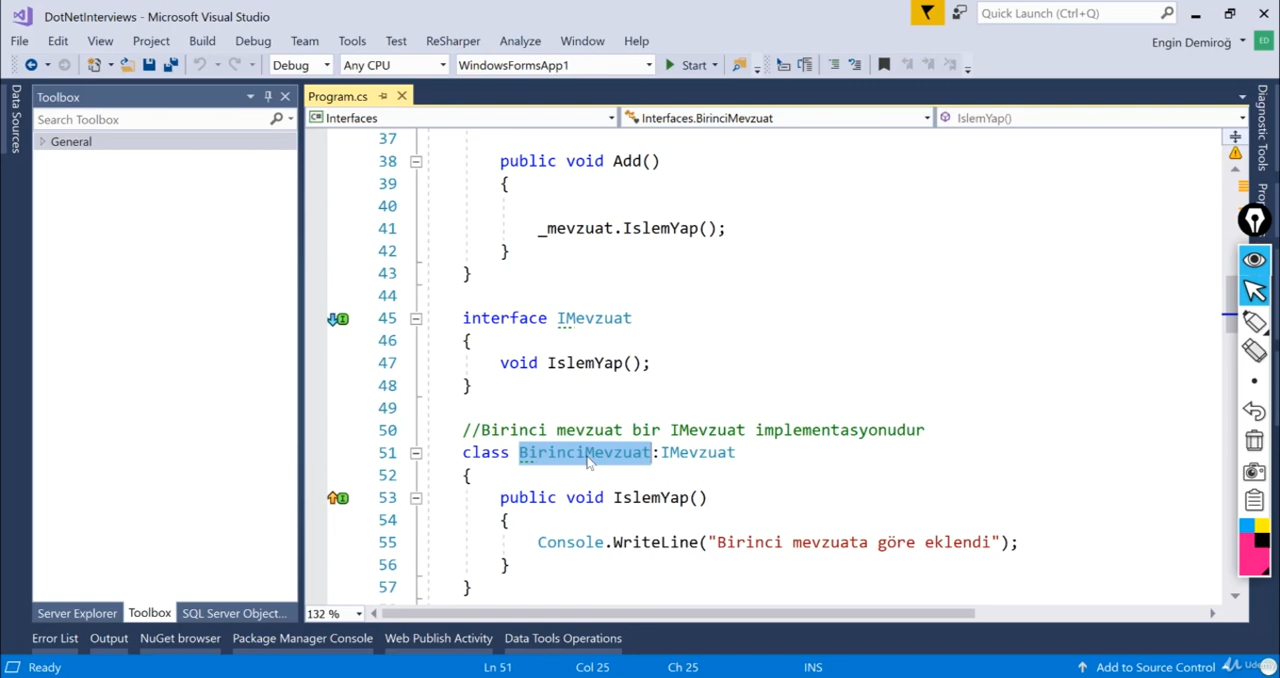 DotNetInterviews - Microsoft Visual Studio
Quick Launch (Ctrl+Q)
File Edit View Project Build Debug Team Tools Test ReSharper Analyze Window Help
Engin Demiroğ ED
Debug Any CPU WindowsFormsApp1 Start
Data Sources
Toolbox
Search Toolbox
General
Program.cs
Interfaces Interfaces.BirinciMevzuat IslemYap()
37
38 public void Add()
39 {
40
41 _mevzuat.IslemYap();
42 }
43 }
44
45 interface IMevzuat
46 {
47 void IslemYap();
48 }
49
50 //Birinci mevzuat bir IMevzuat implementasyonudur
51 class BirinciMevzuat:IMevzuat
52 {
53 public void IslemYap()
54 {
55 Console.WriteLine("Birinci mevzuata göre eklendi");
56 }
57 }
Diagnostic Tools
132 %
Server Explorer Toolbox SQL Server Object...
Error List Output NuGet browser Package Manager Console Web Publish Activity Data Tools Operations
Ready Ln 51 Col 25 Ch 25 INS Add to Source Control
Udemy